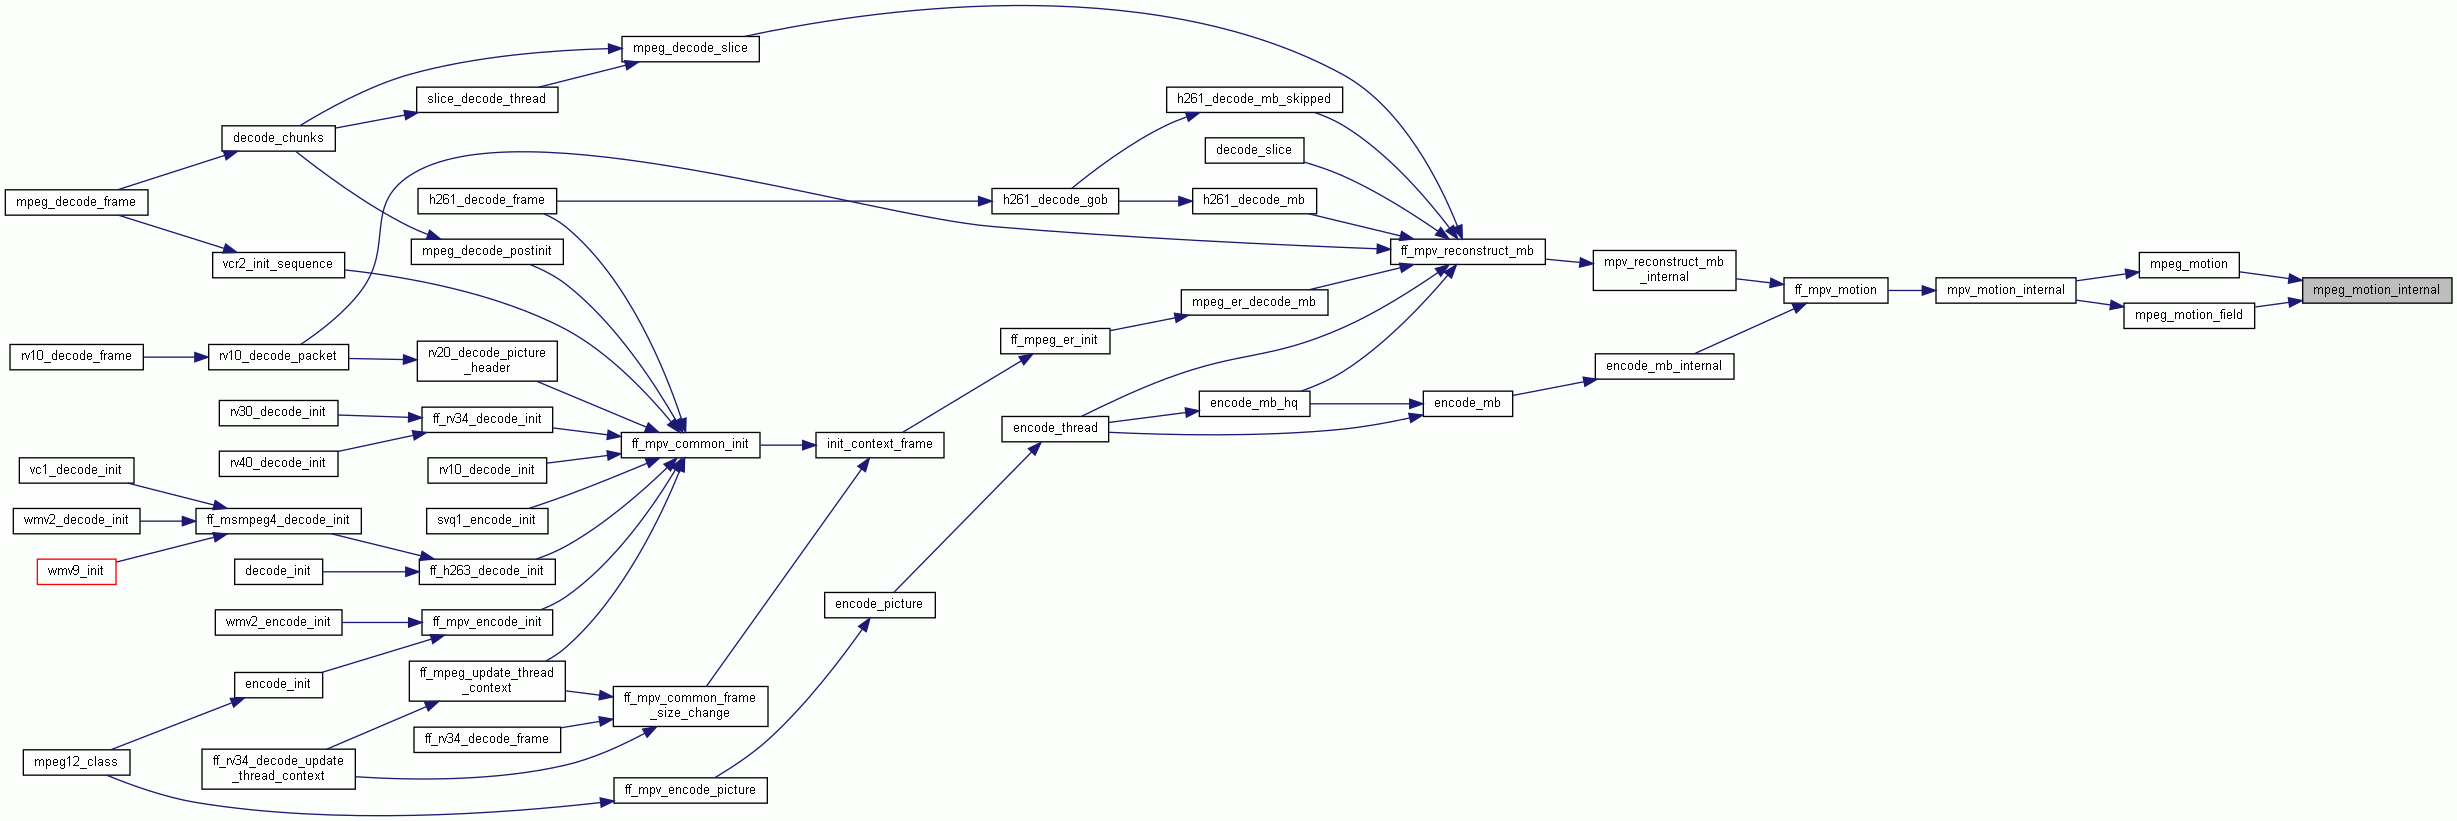 mpeg_decode_slice
slice_decode_thread
h261_decode_mb_skipped
decode_chunks
decode_slice
mpeg_decode_frame
h261_decode_frame
h261_decode_gob
h261_decode_mb
mpeg_decode_postinit
ff_mpv_reconstruct_mb
vcr2_init_sequence
mpv_reconstruct_mb
_internal
mpeg_motion
ff_mpv_motion
mpv_motion_internal
mpeg_motion_internal
mpeg_er_decode_mb
mpeg_motion_field
ff_mpeg_er_init
rv10_decode_frame
rv10_decode_packet
rv20_decode_picture
_header
encode_mb_internal
rv30_decode_init
ff_rv34_decode_init
encode_mb_hq
encode_mb
encode_thread
ff_mpv_common_init
init_context_frame
rv40_decode_init
vc1_decode_init
rv10_decode_init
wmv2_decode_init
ff_msmpeg4_decode_init
svq1_encode_init
wmv9_init
decode_init
ff_h263_decode_init
encode_picture
wmv2_encode_init
ff_mpv_encode_init
encode_init
ff_mpeg_update_thread
_context
ff_mpv_common_frame
_size_change
ff_rv34_decode_frame
mpeg12_class
ff_rv34_decode_update
_thread_context
ff_mpv_encode_picture